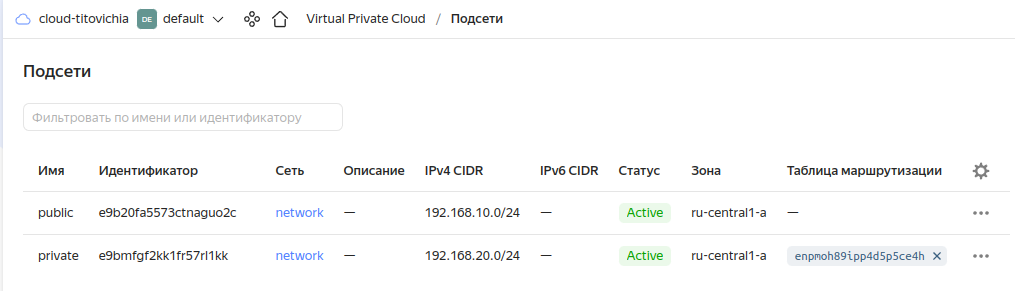 cloud-titovichia DE default Virtual Private Cloud / Подсети
Подсети
Фильтровать по имени или идентификатору
Имя Идентификатор Сеть Описание IPv4 CIDR IPv6 CIDR Статус Зона Таблица маршрутизации
public e9b20fa5573ctnaguo2c network — 192.168.10.0/24 — Active ru-central1-a —
private e9bmfgf2kk1fr57rl1kk network — 192.168.20.0/24 — Active ru-central1-a enpmoh89ipp4d5p5ce4h